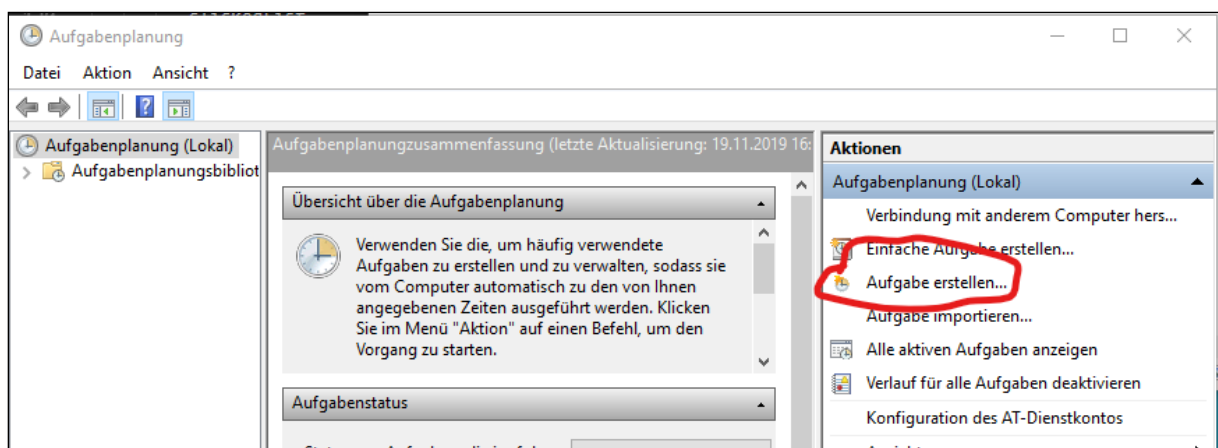 Aufgabenplanung
Datei Aktion Ansicht ?
Aufgabenplanung (Lokal)
Aufgabenplanungsbibliot
Aufgabenplanungzusammenfassung (letzte Aktualisierung: 19.11.2019 16:
Übersicht über die Aufgabenplanung
Verwenden Sie die, um häufig verwendete
Aufgaben zu erstellen und zu verwalten, sodass sie
vom Computer automatisch zu den von Ihnen
angegebenen Zeiten ausgeführt werden. Klicken
Sie im Menü "Aktion" auf einen Befehl, um den
Vorgang zu starten.
Aufgabenstatus
Aktionen
Aufgabenplanung (Lokal)
Verbindung mit anderem Computer hers...
Einfache Aufgabe erstellen...
Aufgabe erstellen...
Aufgabe importieren...
Alle aktiven Aufgaben anzeigen
Verlauf für alle Aufgaben deaktivieren
Konfiguration des AT-Dienstkontos